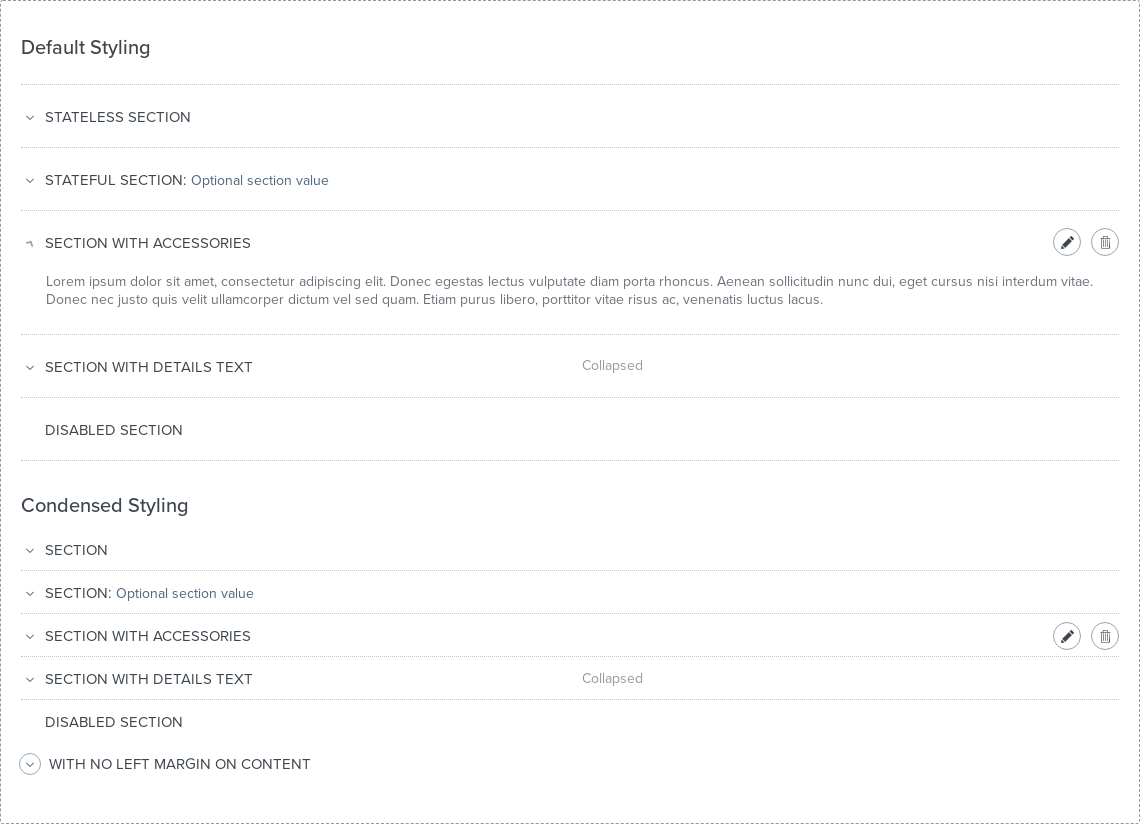 Default Styling
STATELESS SECTION
STATEFUL SECTION: Optional section value
SECTION WITH ACCESSORIES
Lorem ipsum dolor sit amet, consectetur adipiscing elit. Donec egestas lectus vulputate diam porta rhoncus. Aenean sollicitudin nunc dui, eget cursus nisi interdum vitae.
Donec nec justo quis velit ullamcorper dictum vel sed quam. Etiam purus libero, porttitor vitae risus ac, venenatis luctus lacus.
SECTION WITH DETAILS TEXT Collapsed
DISABLED SECTION
Condensed Styling
SECTION
SECTION: Optional section value
SECTION WITH ACCESSORIES
SECTION WITH DETAILS TEXT Collapsed
DISABLED SECTION
WITH NO LEFT MARGIN ON CONTENT